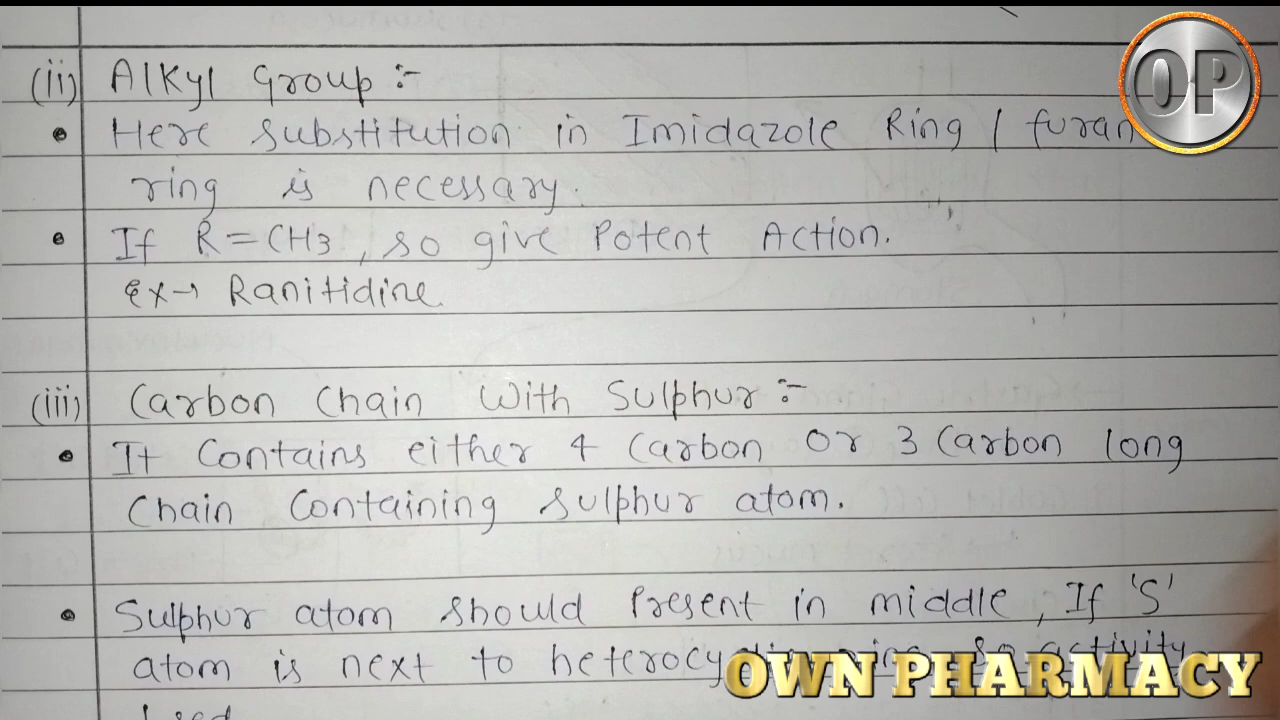 (ii) Alkyl Group :-
• Here substitution in Imidazole Ring / furan
ring is necessary.
• If R = CH3, so give Potent Action.
Ex → Ranitidine
(iii) Carbon Chain With Sulphur :-
• It Contains either 4 Carbon or 3 Carbon long
Chain Containing sulphur atom.
• Sulphur atom should Present in middle, If 'S'
atom is next to
OP
OWN PHARMACY